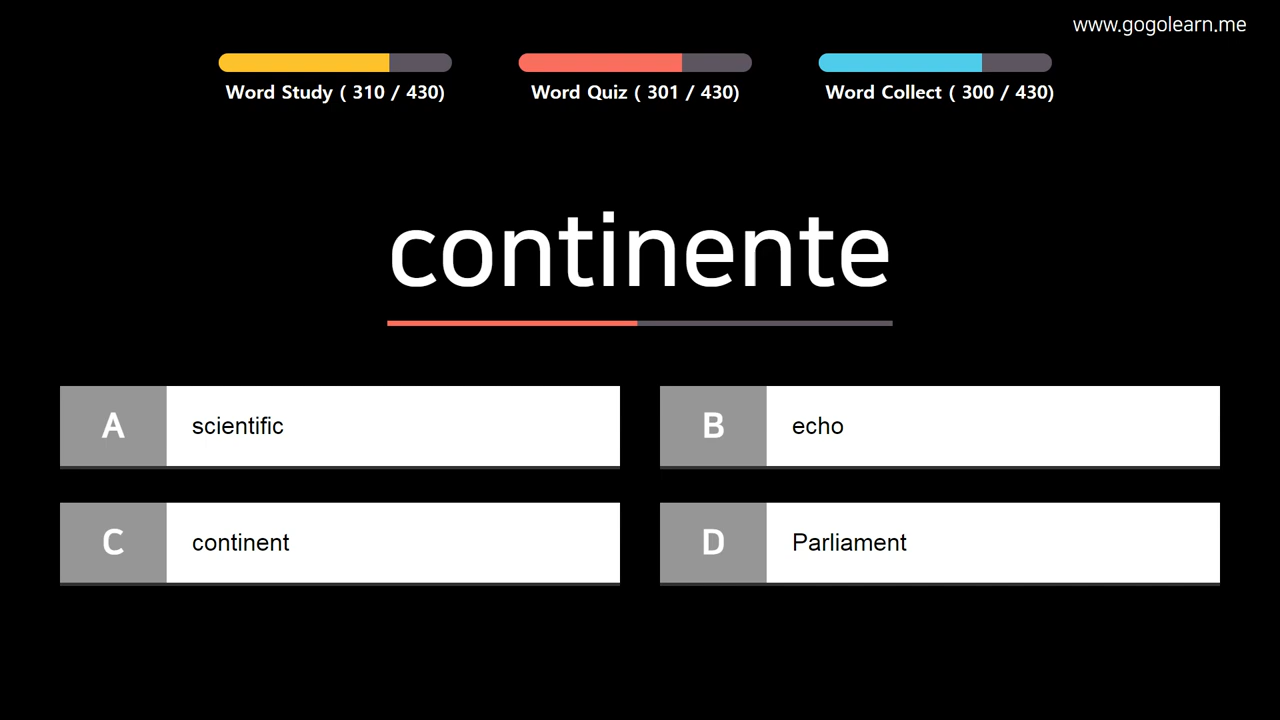 www.gogolearn.me
Word Study ( 310 / 430)
Word Quiz ( 301 / 430)
Word Collect ( 300 / 430)
continente
A scientific
B echo
C continent
D Parliament